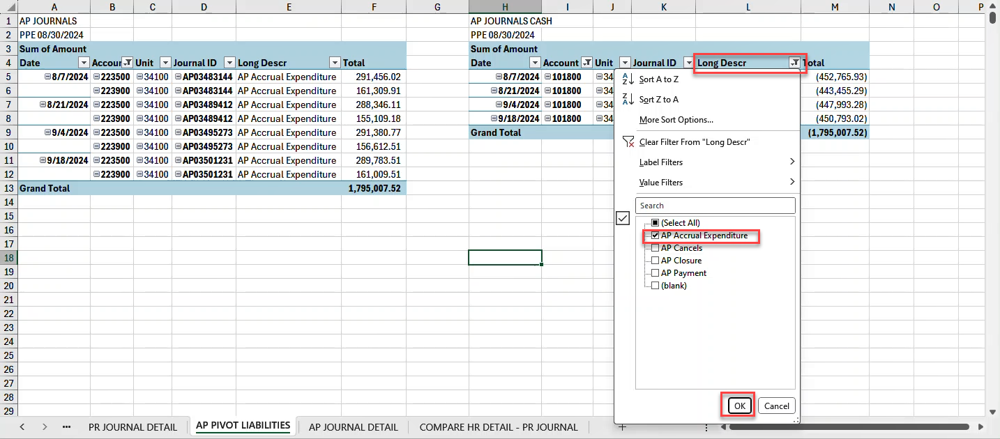 A B C D E F G H I J K L M N O P
1 AP JOURNALS AP JOURNALS CASH
2 PPE 08/30/2024 PPE 08/30/2024
3 Sum of Amount Sum of Amount
4 Date Accour Unit Journal ID Long Descr Total Date Account Unit Journal ID Long Descr Total
5 8/7/2024 223500 34100 AP03483144 AP Accrual Expenditure 291,456.02 8/7/2024 101800 34 (452,765.93)
6 223900 34100 AP03483144 AP Accrual Expenditure 161,309.91 8/21/2024 101800 34 (443,455.29)
7 8/21/2024 223500 34100 AP03489412 AP Accrual Expenditure 288,346.11 9/4/2024 101800 34 (447,993.28)
8 223900 34100 AP03489412 AP Accrual Expenditure 155,109.18 9/18/2024 101800 34 (450,793.02)
9 9/4/2024 223500 34100 AP03495273 AP Accrual Expenditure 291,380.77 Grand Total (1,795,007.52)
10 223900 34100 AP03495273 AP Accrual Expenditure 156,612.51
11 9/18/2024 223500 34100 AP03501231 AP Accrual Expenditure 289,783.51
12 223900 34100 AP03501231 AP Accrual Expenditure 161,009.51
13 Grand Total 1,795,007.52
14
15
16
17
18
19
20
21
22
23
24
25
26
27
28
29
Sort A to Z
Sort Z to A
More Sort Options...
Clear Filter From "Long Descr"
Label Filters
Value Filters
Search
(Select All)
AP Accrual Expenditure
AP Cancels
AP Closure
AP Payment
(blank)
OK Cancel
PR JOURNAL DETAIL AP PIVOT LIABILITIES AP JOURNAL DETAIL COMPARE HR DETAIL - PR JOURNAL